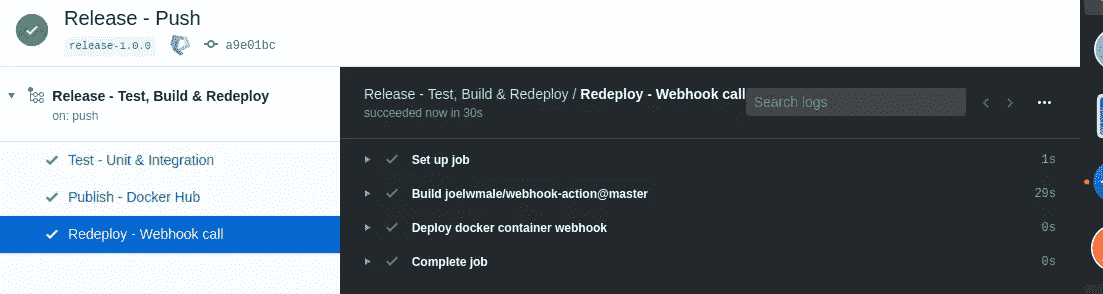 Release - Push
release-1.0.0 a9e01bc
Release - Test, Build & Redeploy
on: push
Test - Unit & Integration
Publish - Docker Hub
Redeploy - Webhook call
Release - Test, Build & Redeploy / Redeploy - Webhook call
succeeded now in 30s
Search logs
Set up job 1s
Build joelwmale/webhook-action@master 29s
Deploy docker container webhook 0s
Complete job 0s